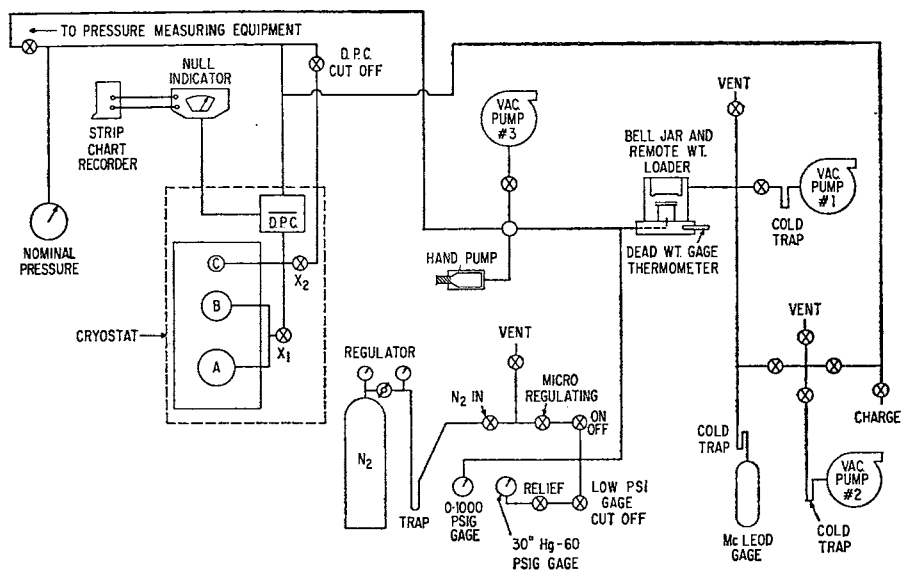 TO PRESSURE MEASURING EQUIPMENT
D.P.C.
CUT OFF
NULL
INDICATOR
STRIP
CHART
RECORDER
NOMINAL
PRESSURE
D.P.C.
C
X2
B
A
X1
CRYOSTAT
VAC.
PUMP
#3
HAND PUMP
BELL JAR AND
REMOTE WT.
LOADER
DEAD WT. GAGE
THERMOMETER
VENT
VAC.
PUMP
#1
COLD
TRAP
VENT
CHARGE
COLD
TRAP
Mc LEOD
GAGE
VAC.
PUMP
#2
COLD
TRAP
REGULATOR
N2
TRAP
N2 IN
VENT
MICRO
REGULATING
ON
OFF
0-1000
PSIG
GAGE
RELIEF
LOW PSI
GAGE
CUT OFF
30" Hg-60
PSIG GAGE